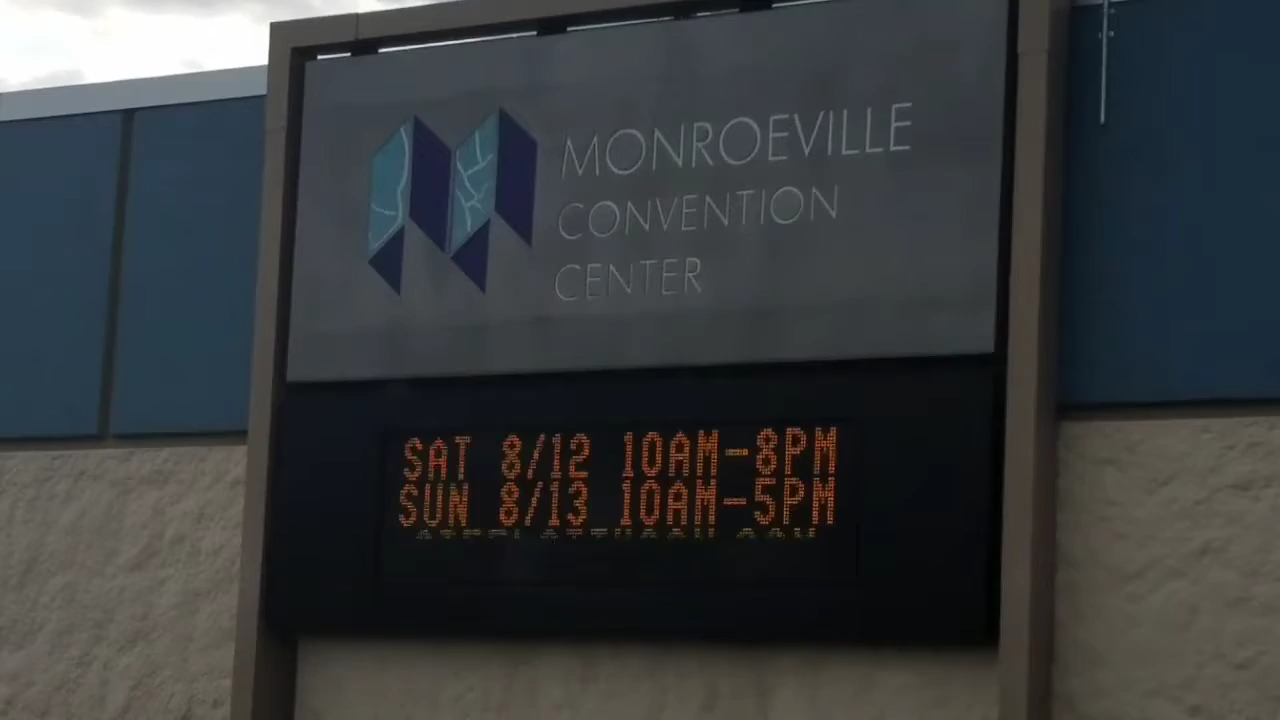 MONROEVILLE
CONVENTION
CENTER
SAT 8/12 10AM-8PM
SUN 8/13 10AM-5PM